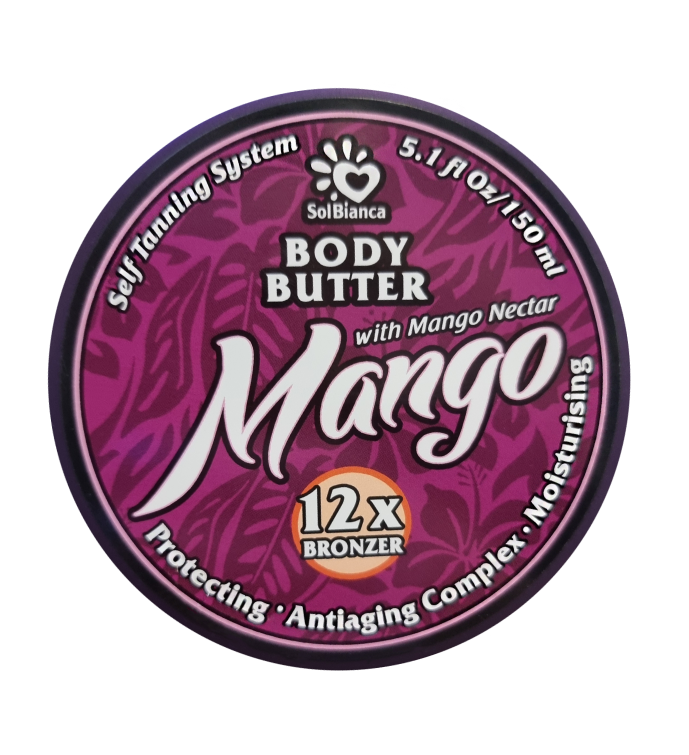 Self Tanning System
5.1 fl Oz/150 ml
SolBianca
BODY
BUTTER
with Mango Nectar
Mango
12x
BRONZER
Protecting · Antiaging Complex · Moisturising